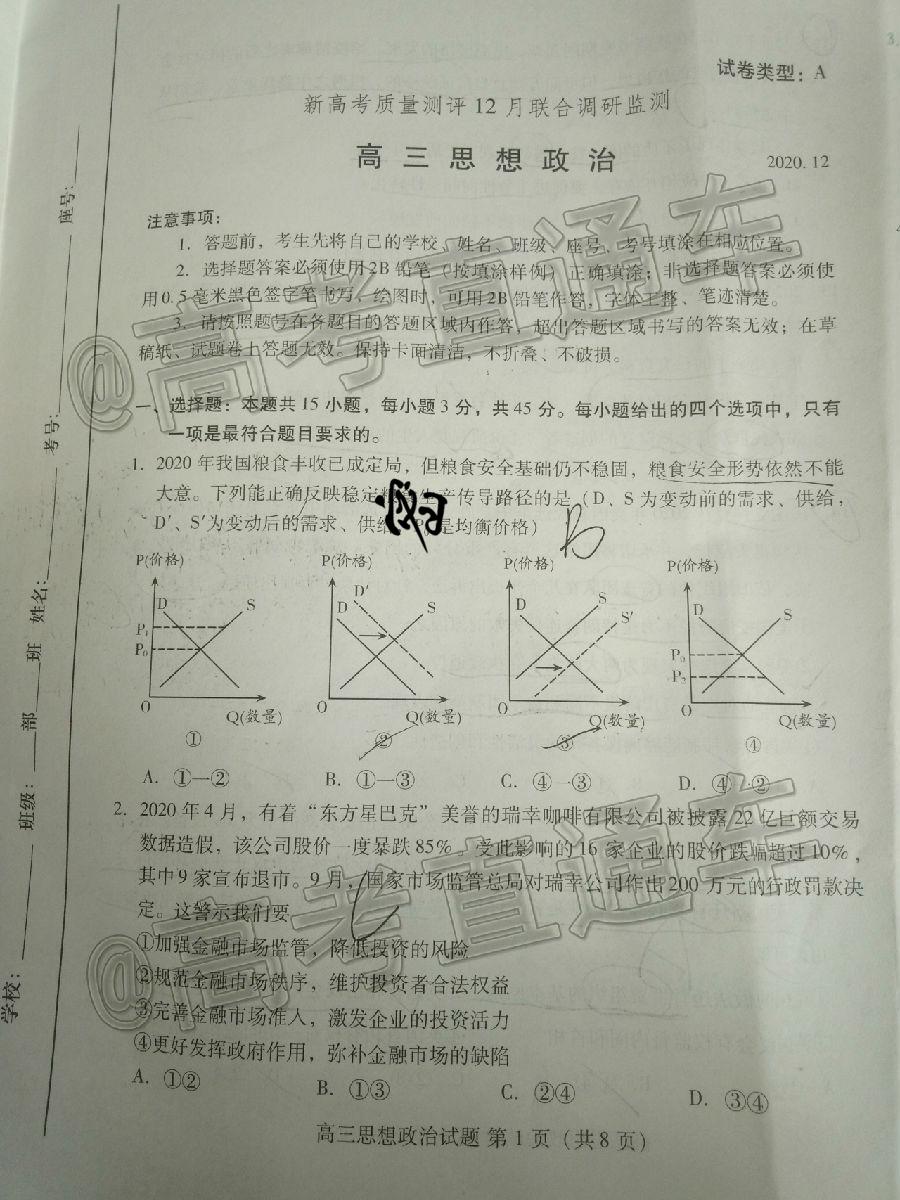 试卷类型：A
新高考质量测评12月联合调研监测
高三思想政治
2020.12
注意事项：
1. 答题前，考生先将自己的学校、姓名、班级、座号、考号填涂在相应位置。
2. 选择题答案必须使用2B铅笔（按填涂样例）正确填涂；非选择题答案必须使
用0.5毫米黑色签字笔书写，绘图时，可用2B铅笔作答，字体工整、笔迹清楚。
3. 请按照题号在各题目的答题区域内作答，超出答题区域书写的答案无效；在草
稿纸、试题卷上答题无效。保持卡面清洁，不折叠、不破损。
一、选择题：本题共15小题，每小题3分，共45分。每小题给出的四个选项中，只有
一项是最符合题目要求的。
1. 2020年我国粮食丰收已成定局，但粮食安全基础仍不稳固，粮食安全形势依然不能
大意。下列能正确反映稳定 生产传导路径的是（D、S为变动前的需求、供给，
D′、S′为变动后的需求、供给 是均衡价格）
B
P(价格) P(价格) P(价格) P(价格)
D S D D′ S D S S′ D S
P₁ P₀ P₀ P₂
O Q(数量) O Q(数量) O Q(数量) O Q(数量)
① ② ③ ④
A. ①—② B. ①—③ C. ④—③ D. ④—②
2. 2020年4月，有着“东方星巴克”美誉的瑞幸咖啡有限公司被披露22亿巨额交易
数据造假，该公司股价一度暴跌85%。受此影响的16家企业的股价跌幅超过10%，
其中9家宣布退市。9月，国家市场监管总局对瑞幸公司作出200万元的行政罚款决
定。这警示我们要
C
①加强金融市场监管，降低投资的风险
②规范金融市场秩序，维护投资者合法权益
③完善金融市场准入，激发企业的投资活力
④更好发挥政府作用，弥补金融市场的缺陷
A. ①② B. ①③ C. ②④ D. ③④
高三思想政治试题 第1页（共8页）
学校： 班级： 部 班 姓名： 考号： 座号：
@高考直通车
@高考直通车